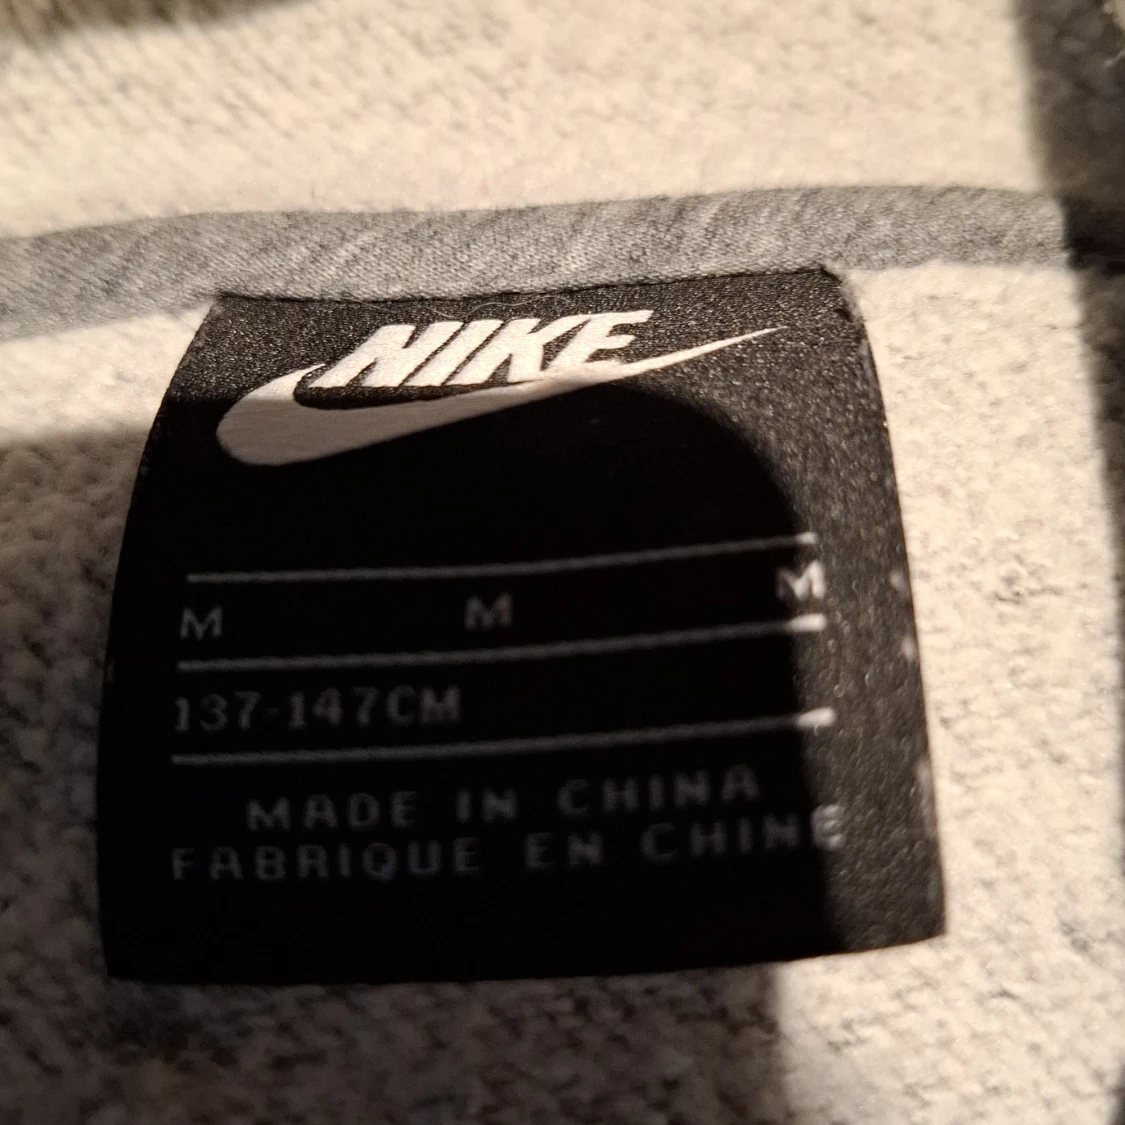 NIKE
M M M
137-147CM
MADE IN CHINA
FABRIQUE EN CHINE